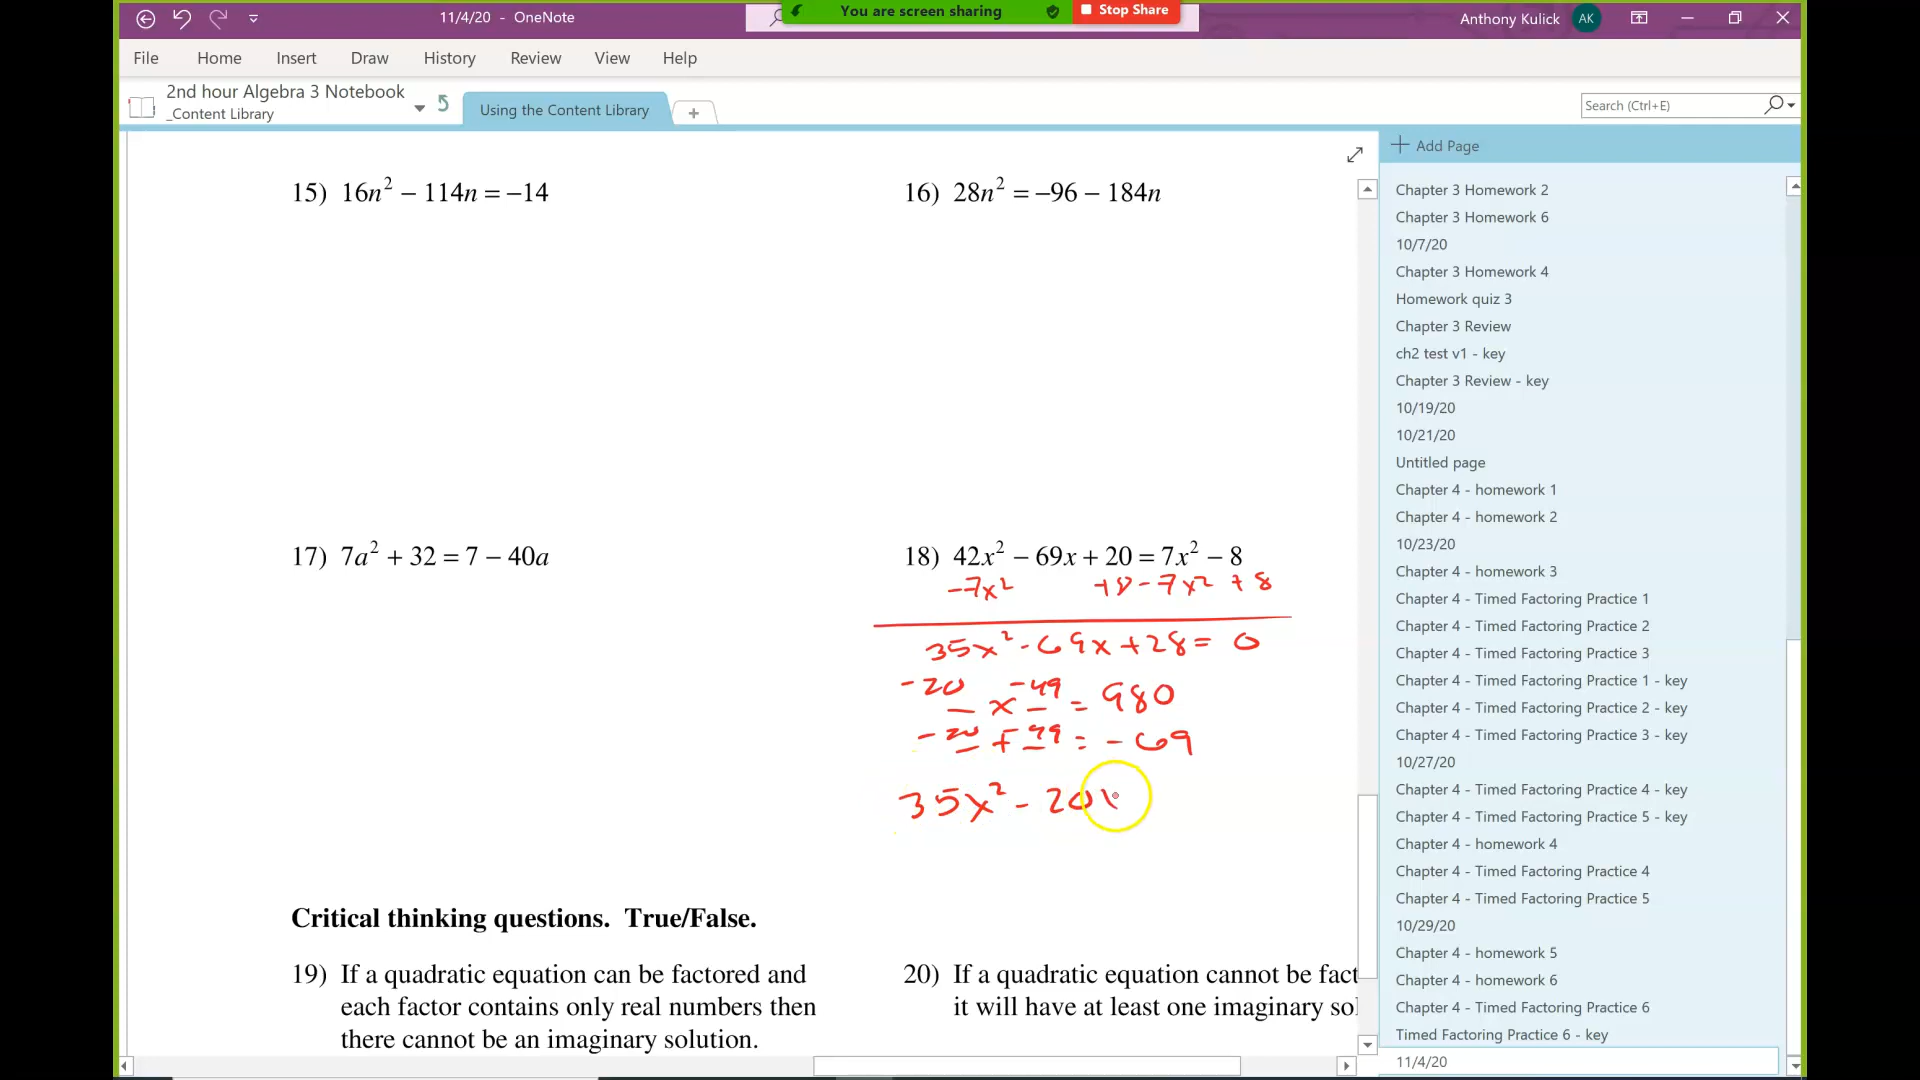 11/4/20 - OneNote
You are screen sharing
Stop Share
Anthony Kulick AK
File Home Insert Draw History Review View Help
2nd hour Algebra 3 Notebook
_Content Library
Using the Content Library
Search (Ctrl+E)
15) 16n² − 114n = −14
16) 28n² = −96 − 184n
17) 7a² + 32 = 7 − 40a
18) 42x² − 69x + 20 = 7x² − 8
-7x² +8 -7x² +8
35x² - 69x + 28 = 0
-20 x -49 = 980
-20 + -49 = -69
35x² - 20
Critical thinking questions. True/False.
19) If a quadratic equation can be factored and
each factor contains only real numbers then
there cannot be an imaginary solution.
20) If a quadratic equation cannot be fact
it will have at least one imaginary sol
Add Page
Chapter 3 Homework 2
Chapter 3 Homework 6
10/7/20
Chapter 3 Homework 4
Homework quiz 3
Chapter 3 Review
ch2 test v1 - key
Chapter 3 Review - key
10/19/20
10/21/20
Untitled page
Chapter 4 - homework 1
Chapter 4 - homework 2
10/23/20
Chapter 4 - homework 3
Chapter 4 - Timed Factoring Practice 1
Chapter 4 - Timed Factoring Practice 2
Chapter 4 - Timed Factoring Practice 3
Chapter 4 - Timed Factoring Practice 1 - key
Chapter 4 - Timed Factoring Practice 2 - key
Chapter 4 - Timed Factoring Practice 3 - key
10/27/20
Chapter 4 - Timed Factoring Practice 4 - key
Chapter 4 - Timed Factoring Practice 5 - key
Chapter 4 - homework 4
Chapter 4 - Timed Factoring Practice 4
Chapter 4 - Timed Factoring Practice 5
10/29/20
Chapter 4 - homework 5
Chapter 4 - homework 6
Chapter 4 - Timed Factoring Practice 6
Timed Factoring Practice 6 - key
11/4/20